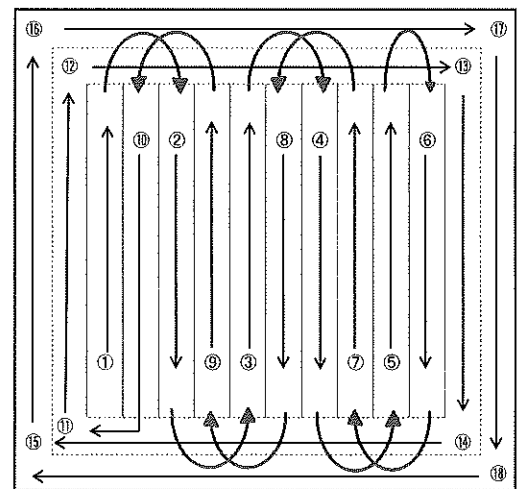 ⑯ ⑰
⑫ ⑬
⑩ ② ⑧ ④ ⑥
① ⑨ ③ ⑦ ⑤
⑪
⑮ ⑭
⑱